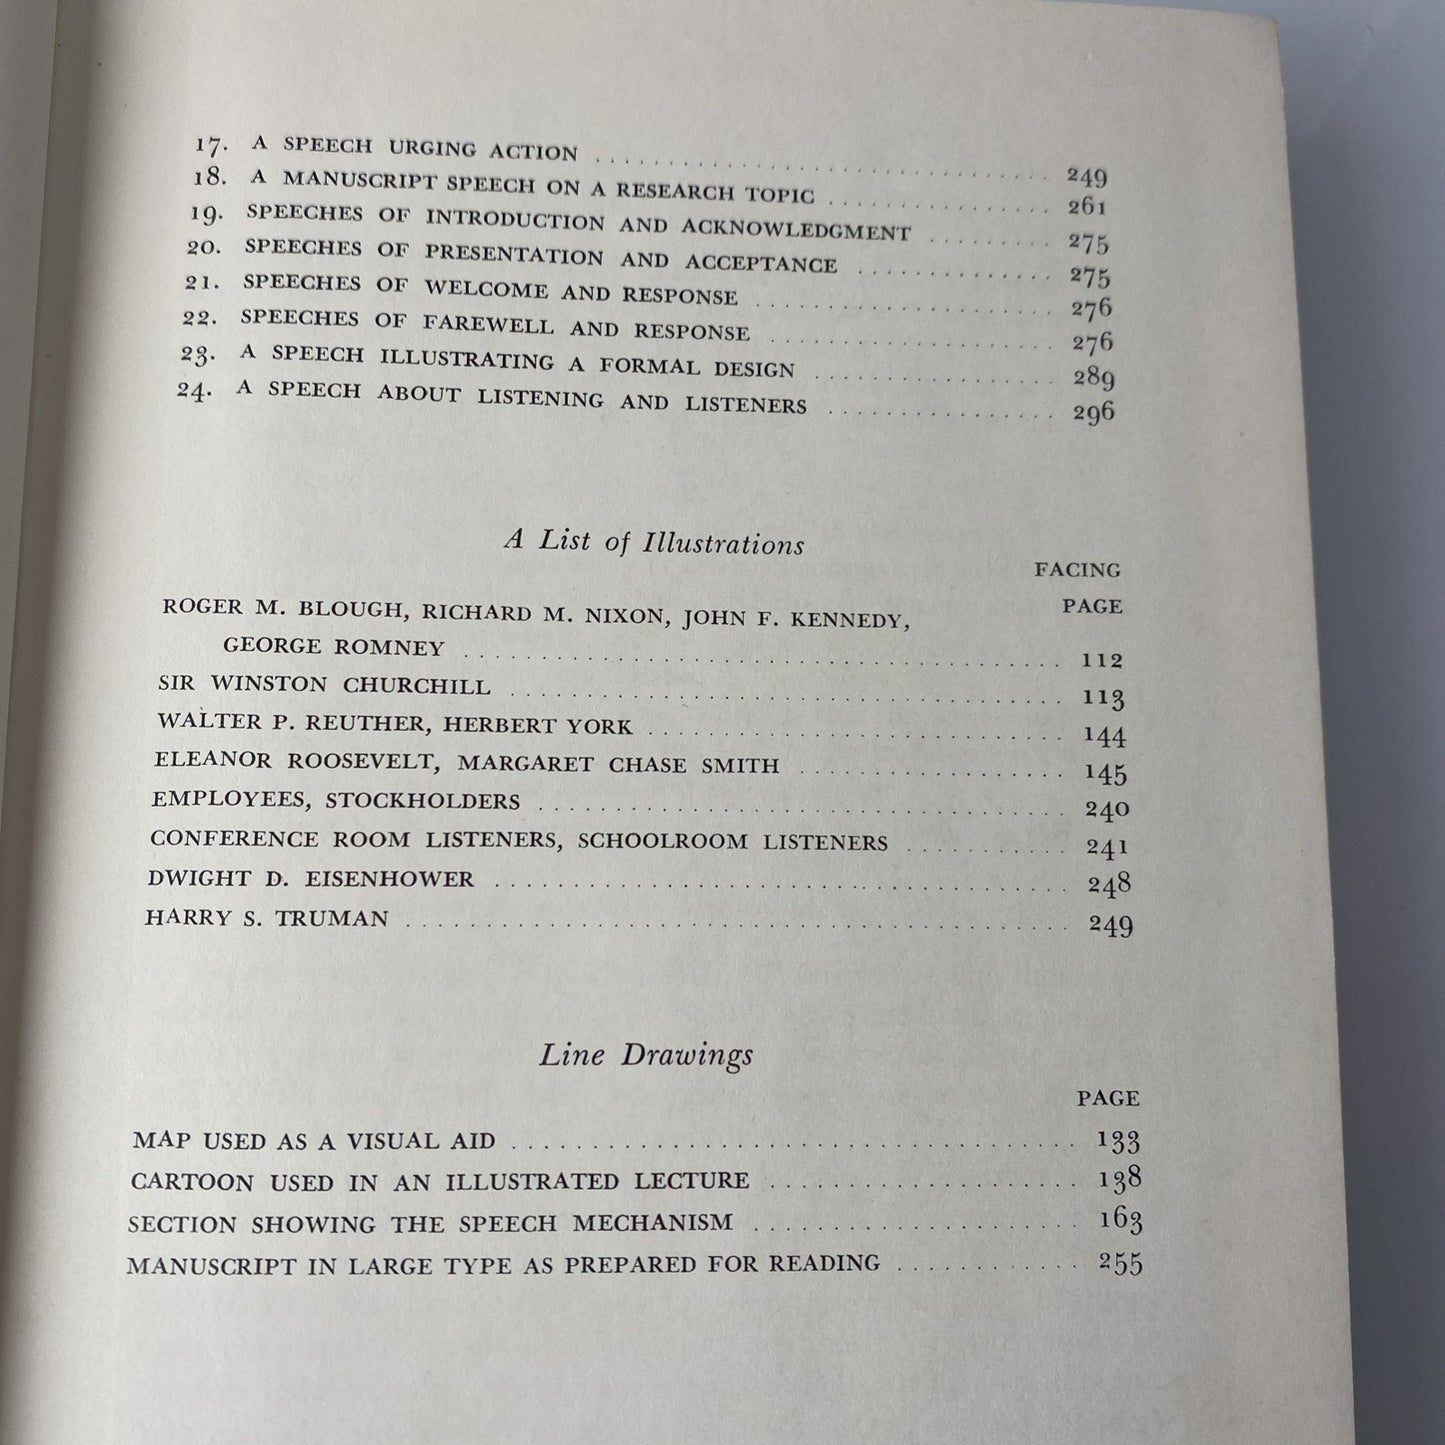 17. A SPEECH URGING ACTION 249
18. A MANUSCRIPT SPEECH ON A RESEARCH TOPIC 261
19. SPEECHES OF INTRODUCTION AND ACKNOWLEDGMENT 275
20. SPEECHES OF PRESENTATION AND ACCEPTANCE 275
21. SPEECHES OF WELCOME AND RESPONSE 276
22. SPEECHES OF FAREWELL AND RESPONSE 276
23. A SPEECH ILLUSTRATING A FORMAL DESIGN 289
24. A SPEECH ABOUT LISTENING AND LISTENERS 296
A List of Illustrations
FACING
PAGE
ROGER M. BLOUGH, RICHARD M. NIXON, JOHN F. KENNEDY,
GEORGE ROMNEY 112
SIR WINSTON CHURCHILL 113
WALTER P. REUTHER, HERBERT YORK 144
ELEANOR ROOSEVELT, MARGARET CHASE SMITH 145
EMPLOYEES, STOCKHOLDERS 240
CONFERENCE ROOM LISTENERS, SCHOOLROOM LISTENERS 241
DWIGHT D. EISENHOWER 248
HARRY S. TRUMAN 249
Line Drawings
PAGE
MAP USED AS A VISUAL AID 133
CARTOON USED IN AN ILLUSTRATED LECTURE 138
SECTION SHOWING THE SPEECH MECHANISM 163
MANUSCRIPT IN LARGE TYPE AS PREPARED FOR READING 255